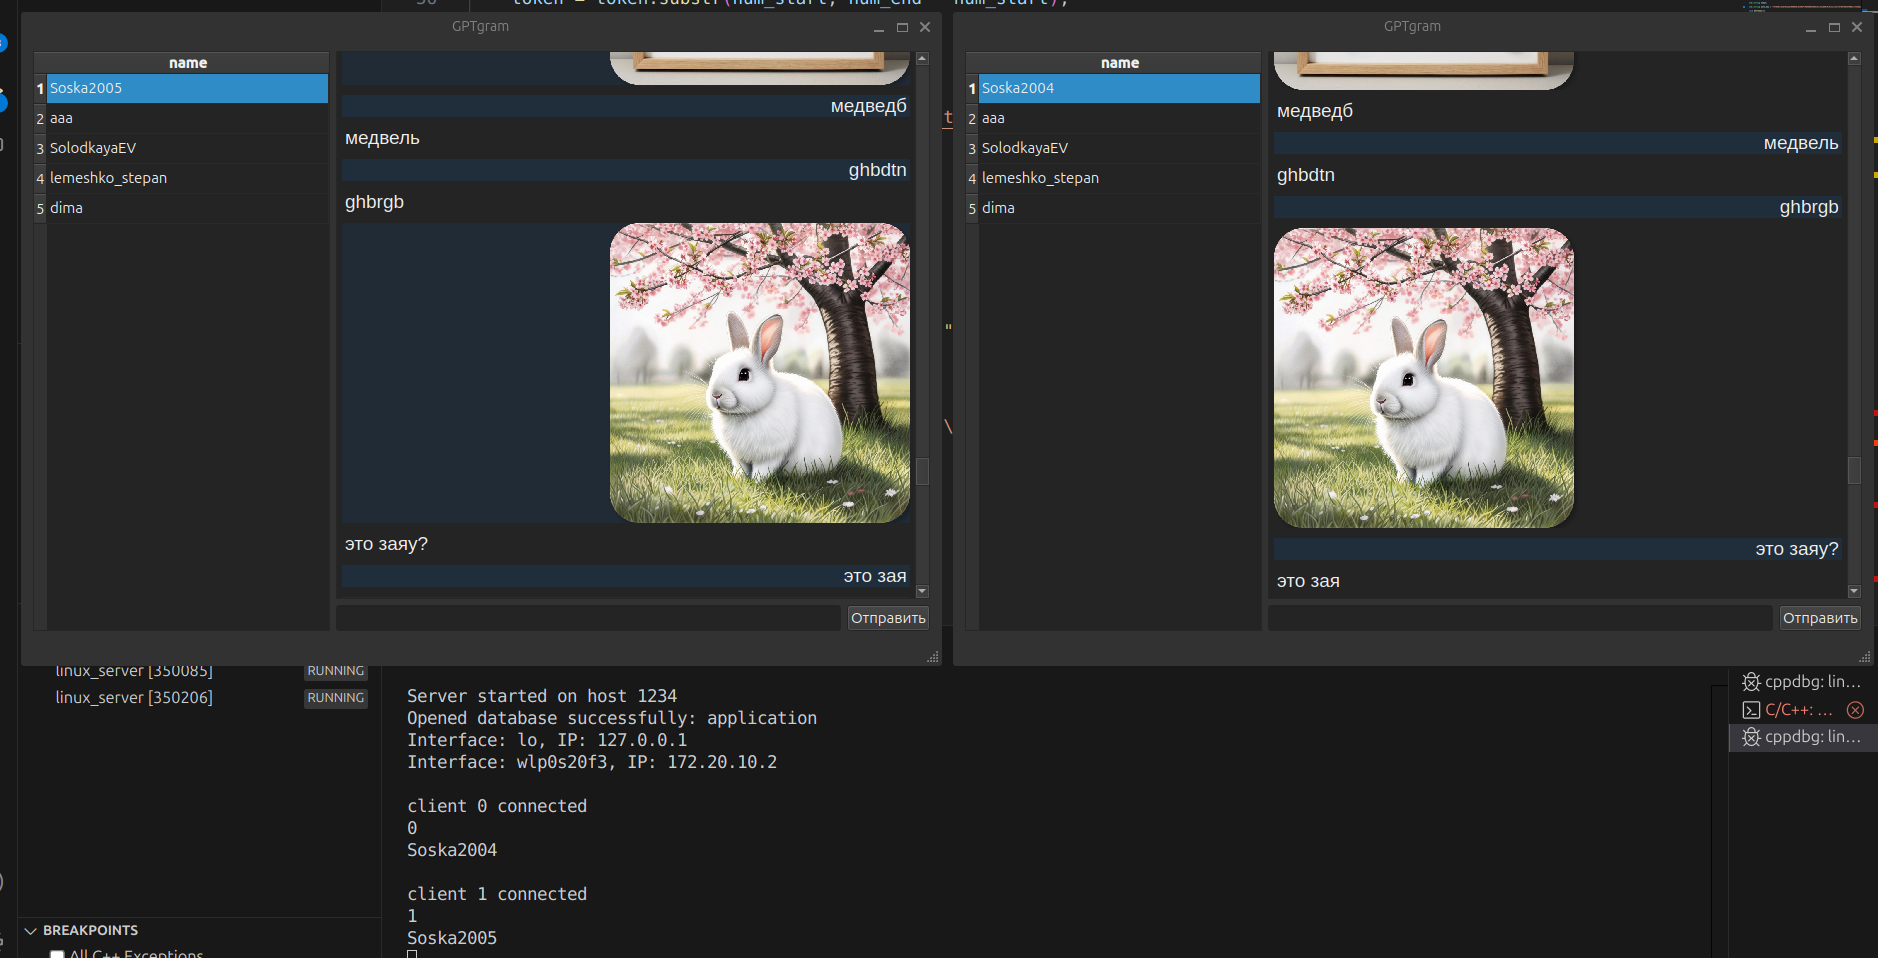 GPTgram
name
1 Soska2005
2 aaa
3 SolodkayaEV
4 lemeshko_stepan
5 dima
медведб
медвель
ghbdtn
ghbrgb
это заяу?
это зая
Отправить
GPTgram
name
1 Soska2004
2 aaa
3 SolodkayaEV
4 lemeshko_stepan
5 dima
медведб
медвель
ghbdtn
ghbrgb
это заяу?
это зая
Отправить
linux_server [350085] RUNNING
linux_server [350206] RUNNING
BREAKPOINTS
All C++ Exceptions
Server started on host 1234
Opened database successfully: application
Interface: lo, IP: 127.0.0.1
Interface: wlp0s20f3, IP: 172.20.10.2
client 0 connected
0
Soska2004
client 1 connected
1
Soska2005
cppdbg: lin...
C/C++: ...
cppdbg: lin...